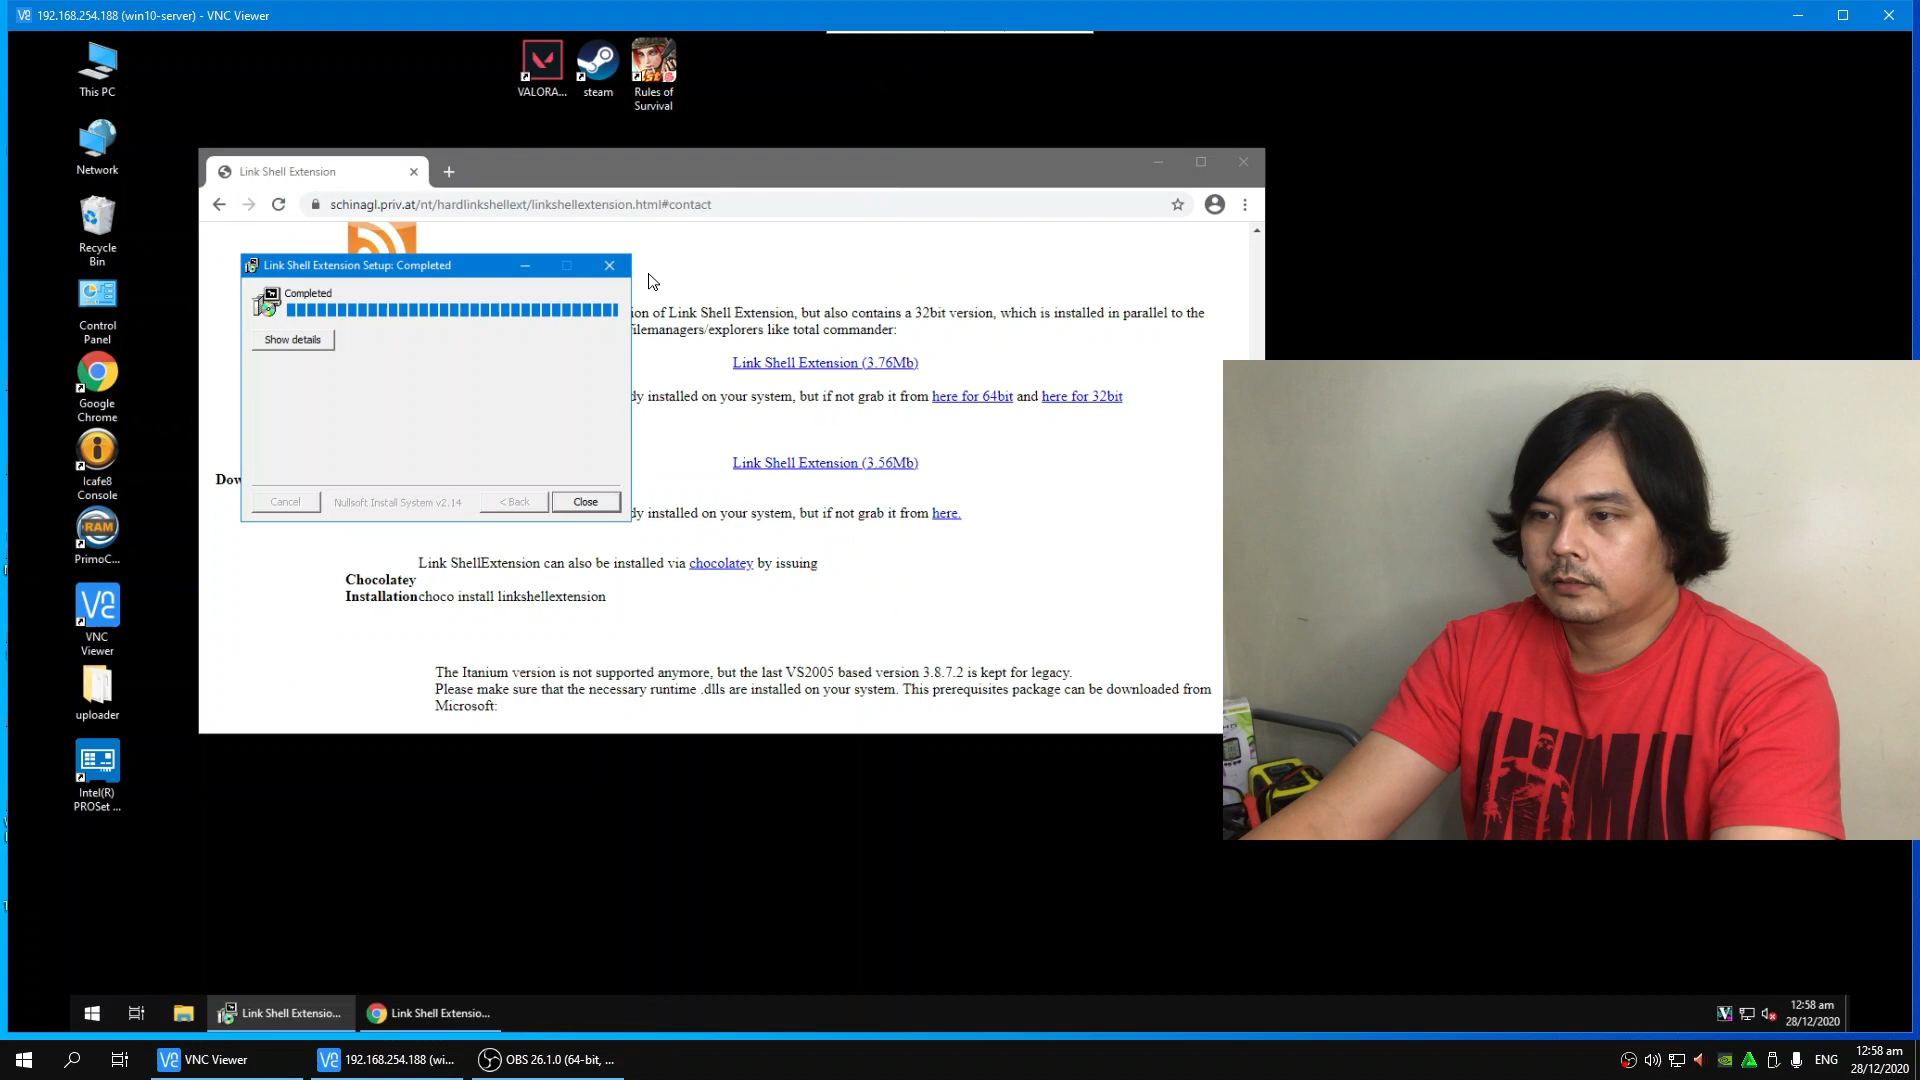 192.168.254.188 (win10-server) - VNC Viewer
This PC
Network
Recycle
Bin
Control
Panel
Google
Chrome
Icafe8
Console
RAM
PrimoC...
VNC
Viewer
uploader
Intel(R)
PROSet ...
VALORA...
steam
Rules of
Survival
Link Shell Extension
schinagl.priv.at/nt/hardlinkshellext/linkshellextension.html#contact
Link Shell Extension Setup: Completed
Completed
Show details
Cancel
Nullsoft Install System v2.14
< Back
Close
ion of Link Shell Extension, but also contains a 32bit version, which is installed in parallel to the
filemanagers/explorers like total commander:
Link Shell Extension (3.76Mb)
dy installed on your system, but if not grab it from here for 64bit and here for 32bit
Link Shell Extension (3.56Mb)
Dow
dy installed on your system, but if not grab it from here.
Link ShellExtension can also be installed via chocolatey by issuing
Chocolatey
Installation choco install linkshellextension
The Itanium version is not supported anymore, but the last VS2005 based version 3.8.7.2 is kept for legacy.
Please make sure that the necessary runtime .dlls are installed on your system. This prerequisites package can be downloaded from
Microsoft:
Link Shell Extensio...
Link Shell Extensio...
12:58 am
28/12/2020
VNC Viewer
192.168.254.188 (wi...
OBS 26.1.0 (64-bit, ...
ENG
12:58 am
28/12/2020